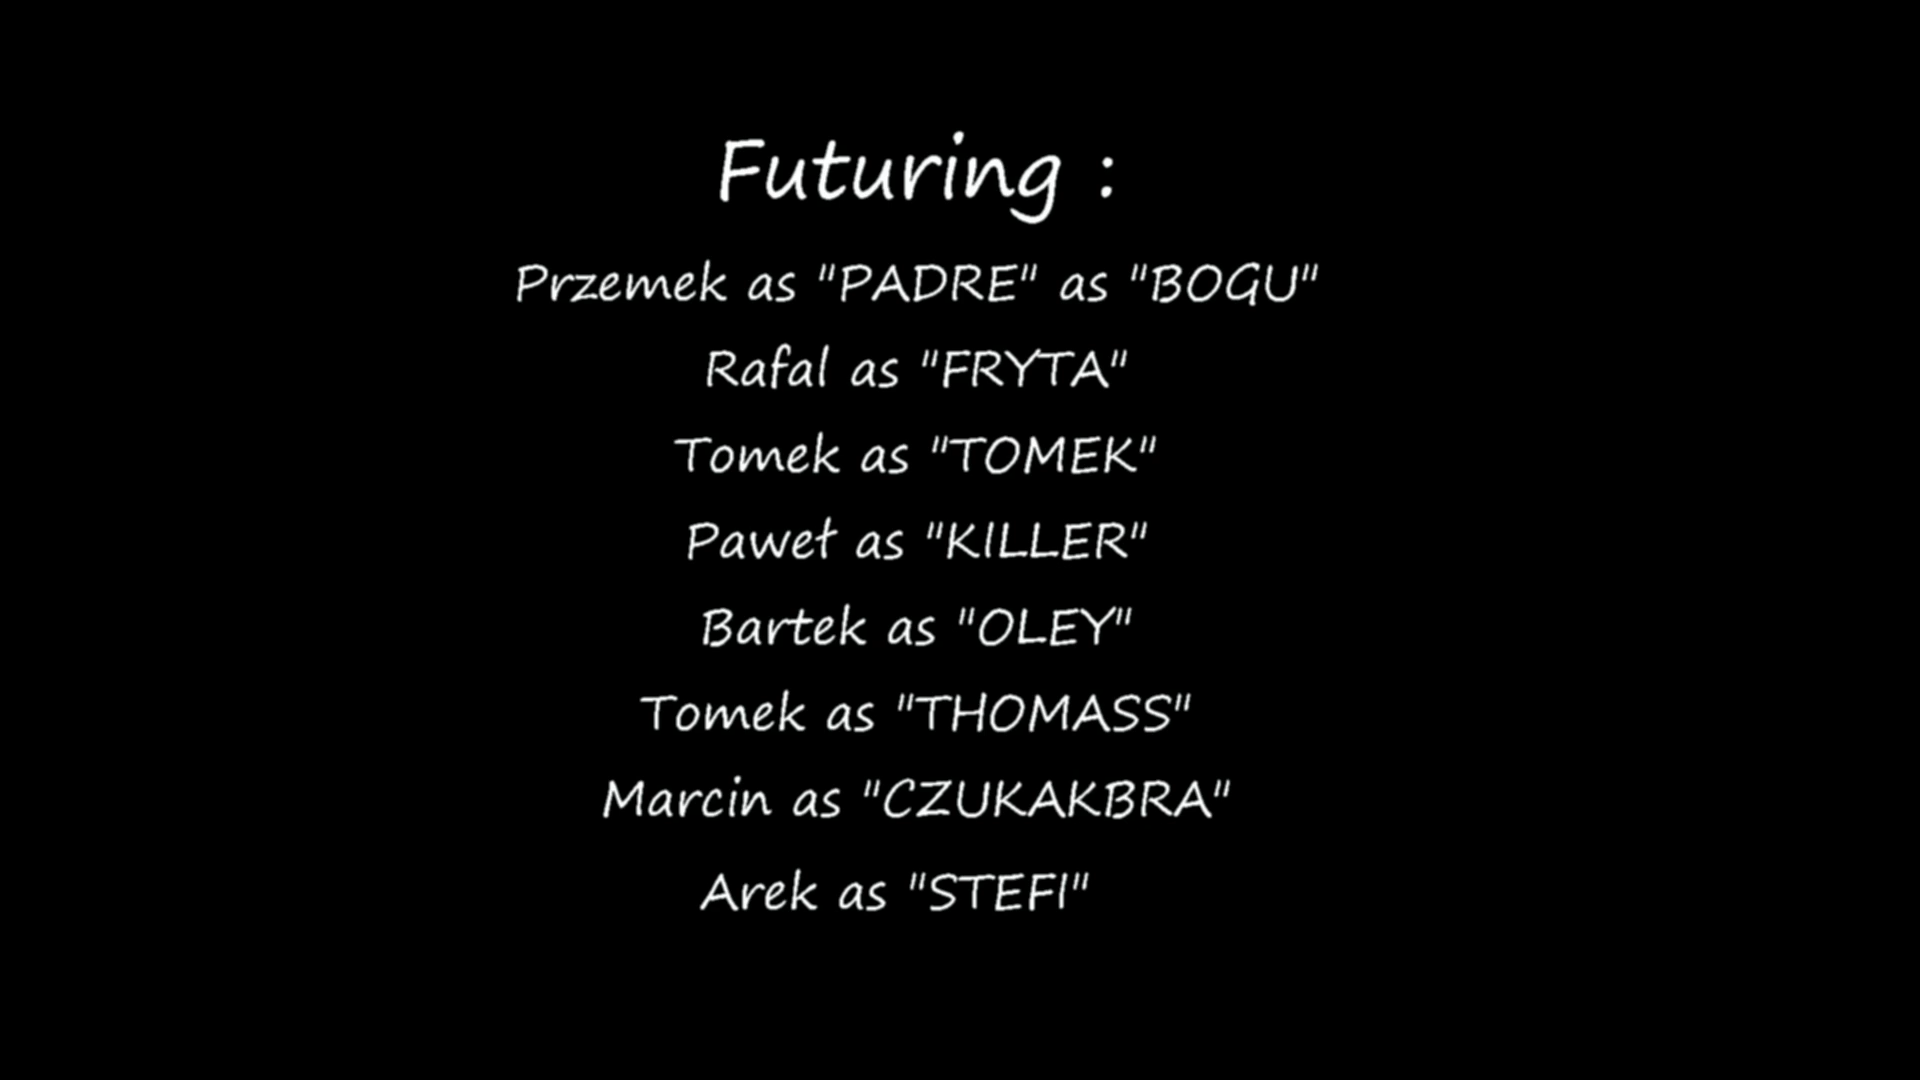 Futuring :
Przemek as "PADRE" as "BOGU"
Rafal as "FRYTA"
Tomek as "TOMEK"
Paweł as "KILLER"
Bartek as "OLEY"
Tomek as "THOMASS"
Marcin as "CZUKAKBRA"
Arek as "STEFI"